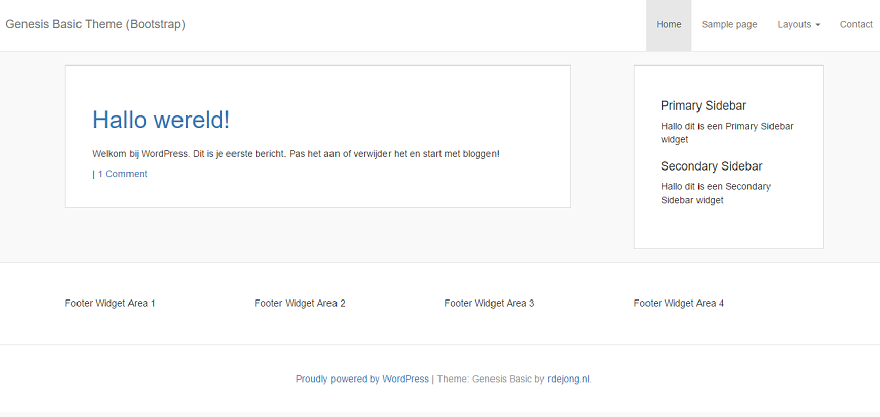 Genesis Basic Theme (Bootstrap)
Home
Sample page
Layouts
Contact
Hallo wereld!
Welkom bij WordPress. Dit is je eerste bericht. Pas het aan of verwijder het en start met bloggen!
| 1 Comment
Primary Sidebar
Hallo dit is een Primary Sidebar
widget
Secondary Sidebar
Hallo dit is een Secondary
Sidebar widget
Footer Widget Area 1
Footer Widget Area 2
Footer Widget Area 3
Footer Widget Area 4
Proudly powered by WordPress | Theme: Genesis Basic by rdejong.nl.